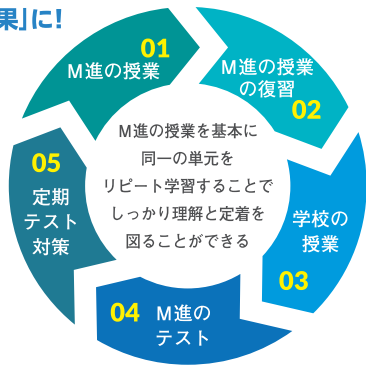 果」に!
01
M進の授業
M進の授業
の復習
02
学校の
授業
03
04 M進の
テスト
05
定期
テスト
対策
M進の授業を基本に
同一の単元を
リピート学習することで
しっかり理解と定着を
図ることができる